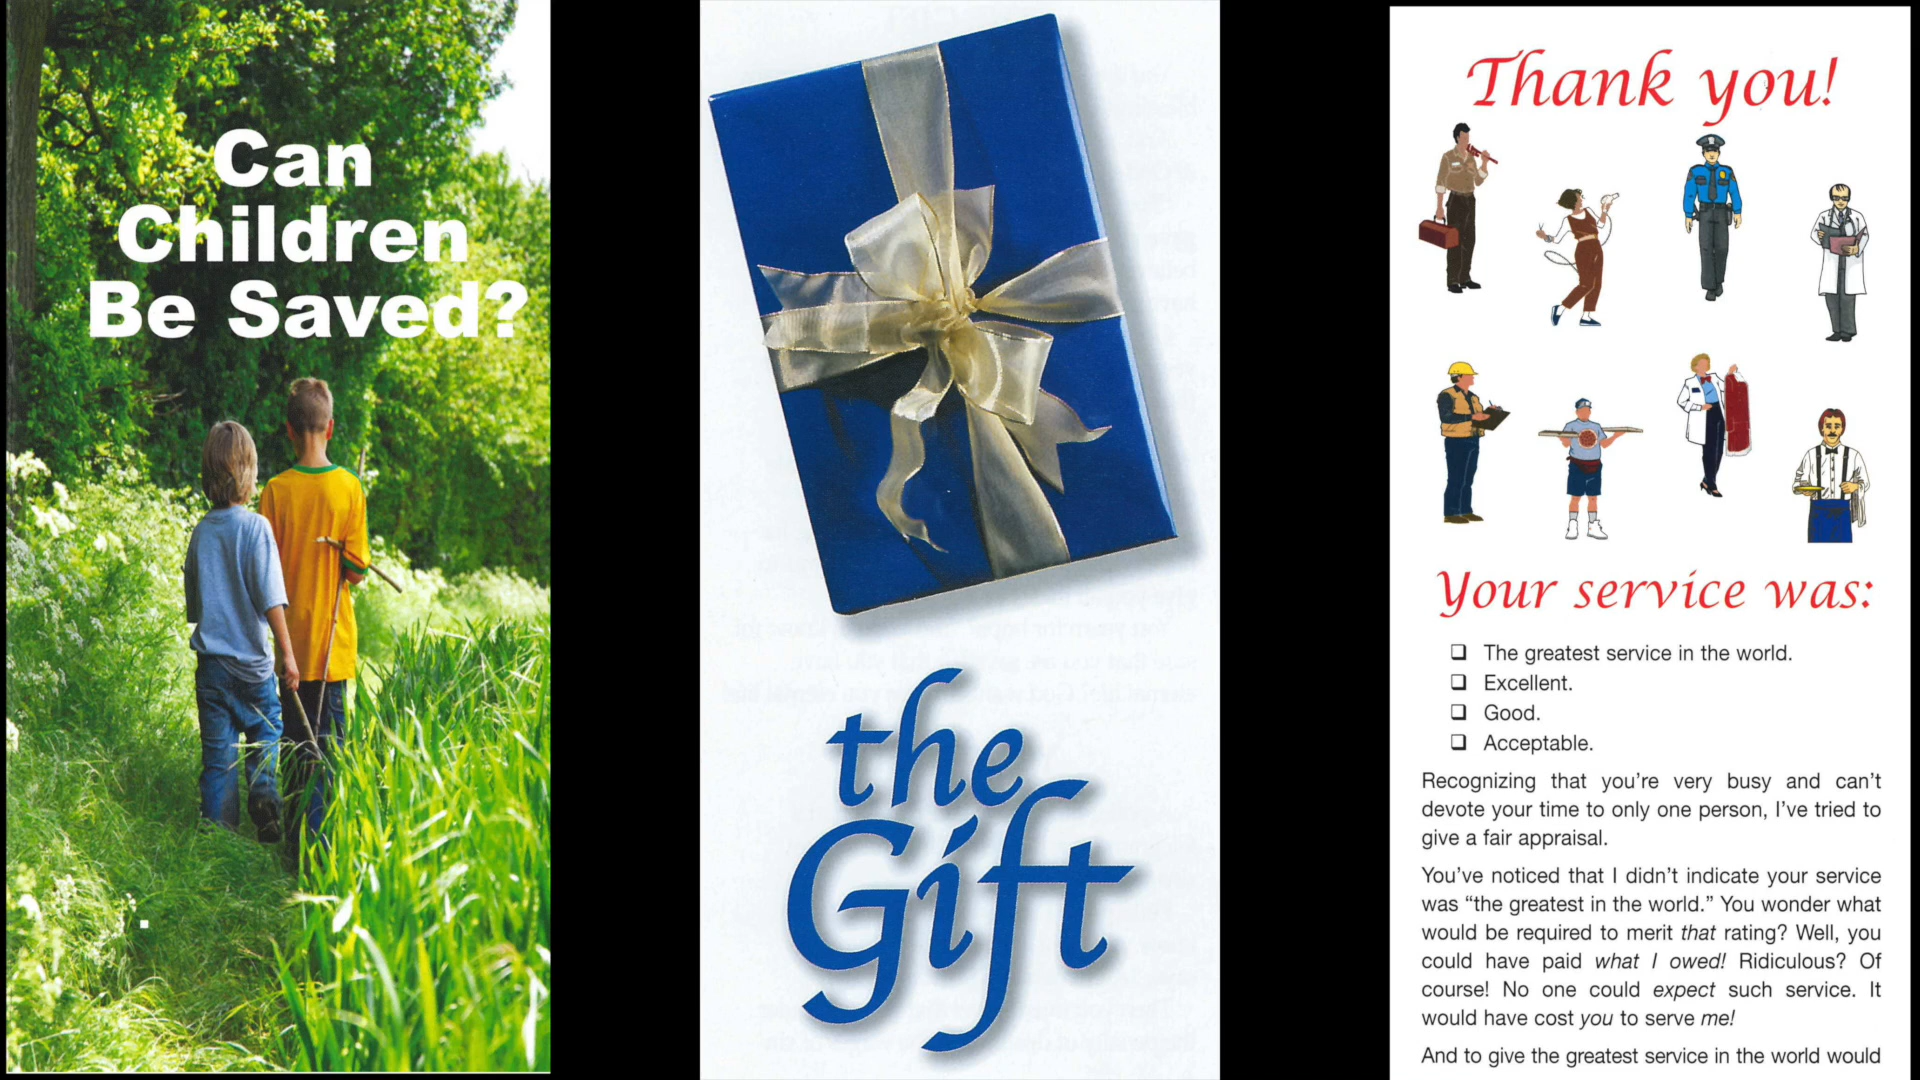 Can
Children
Be Saved?
the
Gift
Thank you!
Your service was:
❑ The greatest service in the world.
❑ Excellent.
❑ Good.
❑ Acceptable.
Recognizing that you're very busy and can't
devote your time to only one person, I've tried to
give a fair appraisal.
You've noticed that I didn't indicate your service
was “the greatest in the world.” You wonder what
would be required to merit that rating? Well, you
could have paid what I owed! Ridiculous? Of
course! No one could expect such service. It
would have cost you to serve me!
And to give the greatest service in the world would